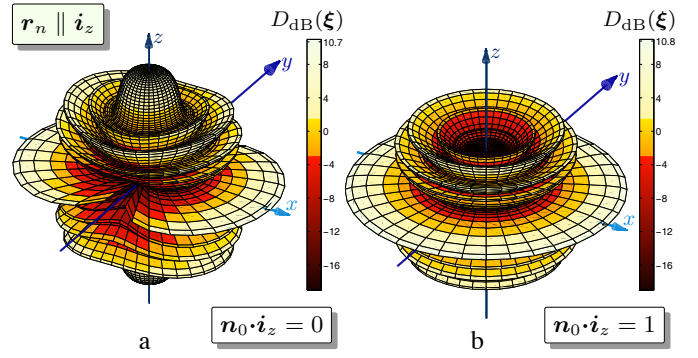 r_n ∥ i_z
D_dB(ξ)
10.7
8
4
0
−4
−8
−12
−16
z
y
x
n_0·i_z = 0
a
D_dB(ξ)
10.8
8
4
0
−4
−8
−12
−16
z
y
x
n_0·i_z = 1
b